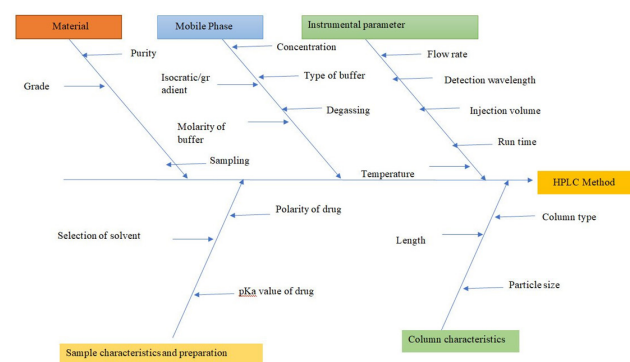 Material
Mobile Phase
Instrumental parameter
Purity
Grade
Sampling
Concentration
Isocratic/gr
adient
Type of buffer
Degassing
Molarity of
buffer
Flow rate
Detection wavelength
Injection volume
Run time
Temperature
HPLC Method
Polarity of drug
Selection of solvent
pKa value of drug
Sample characteristics and preparation
Column type
Length
Particle size
Column characteristics